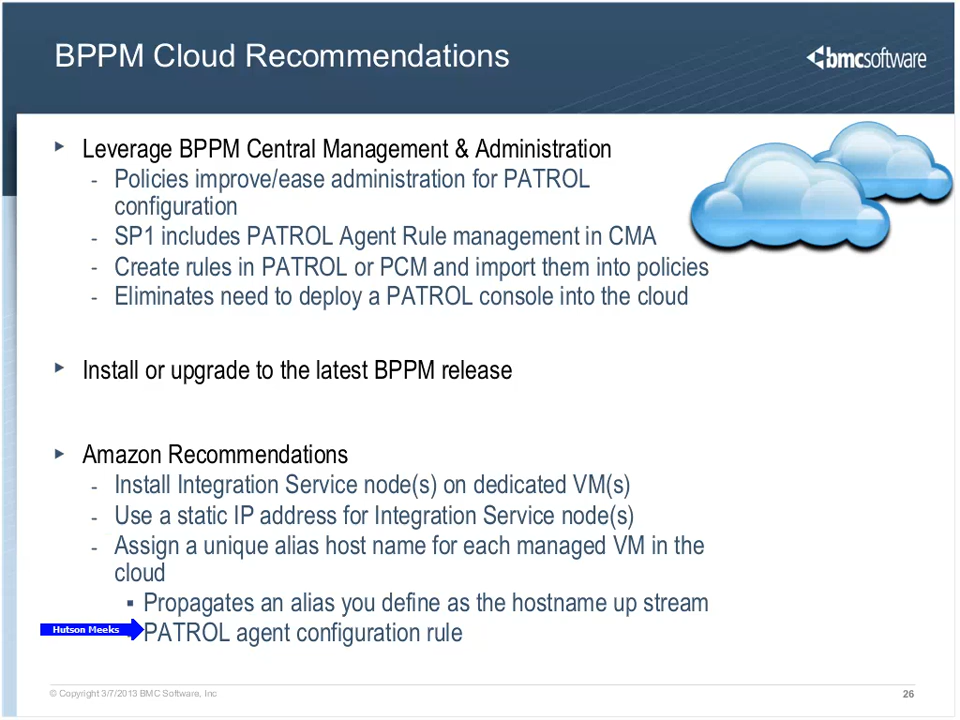 BPPM Cloud Recommendations
bmcsoftware
Leverage BPPM Central Management & Administration
- Policies improve/ease administration for PATROL
configuration
- SP1 includes PATROL Agent Rule management in CMA
- Create rules in PATROL or PCM and import them into policies
- Eliminates need to deploy a PATROL console into the cloud
Install or upgrade to the latest BPPM release
Amazon Recommendations
- Install Integration Service node(s) on dedicated VM(s)
- Use a static IP address for Integration Service node(s)
- Assign a unique alias host name for each managed VM in the
cloud
▪ Propagates an alias you define as the hostname up stream
Hutson Meeks PATROL agent configuration rule
© Copyright 3/7/2013 BMC Software, Inc
26